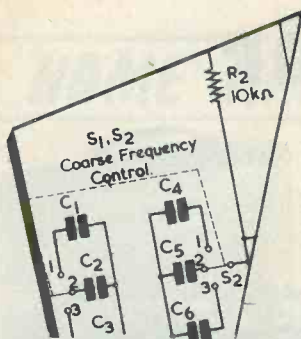 R2
10kΩ
S1, S2
Coarse Frequency
Control.
C1
C4
1
1
C2
C5
2
2
S2
3
3
C3
C6